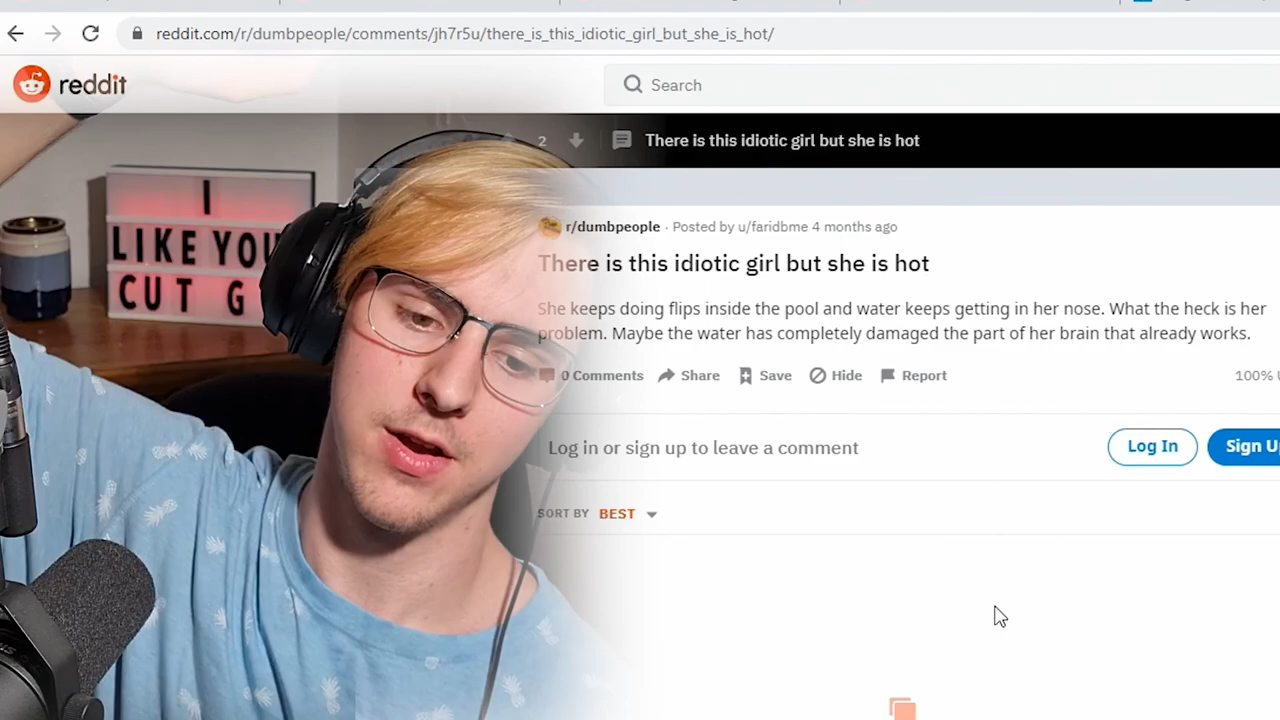 reddit.com/r/dumbpeople/comments/jh7r5u/there_is_this_idiotic_girl_but_she_is_hot/
reddit
Search
2 There is this idiotic girl but she is hot
r/dumbpeople · Posted by u/faridbme 4 months ago
There is this idiotic girl but she is hot
She keeps doing flips inside the pool and water keeps getting in her nose. What the heck is her
problem. Maybe the water has completely damaged the part of her brain that already works.
0 Comments Share Save Hide Report 100%
Log in or sign up to leave a comment Log In Sign U
SORT BY BEST
I
LIKE YOU
CUT G